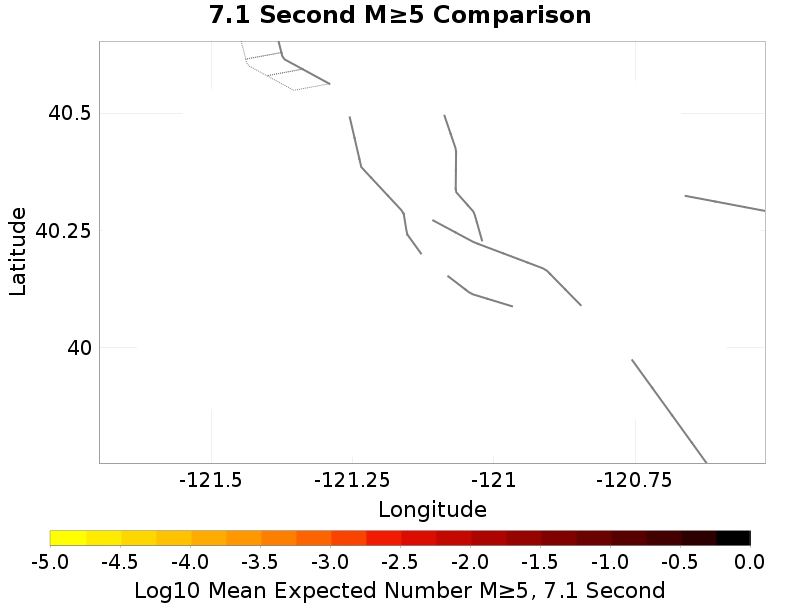 7.1 Second M≥5 Comparison
40.5
40.25
40
Latitude
-121.5 -121.25 -121 -120.75
Longitude
-5.0 -4.5 -4.0 -3.5 -3.0 -2.5 -2.0 -1.5 -1.0 -0.5 0.0
Log10 Mean Expected Number M≥5, 7.1 Second